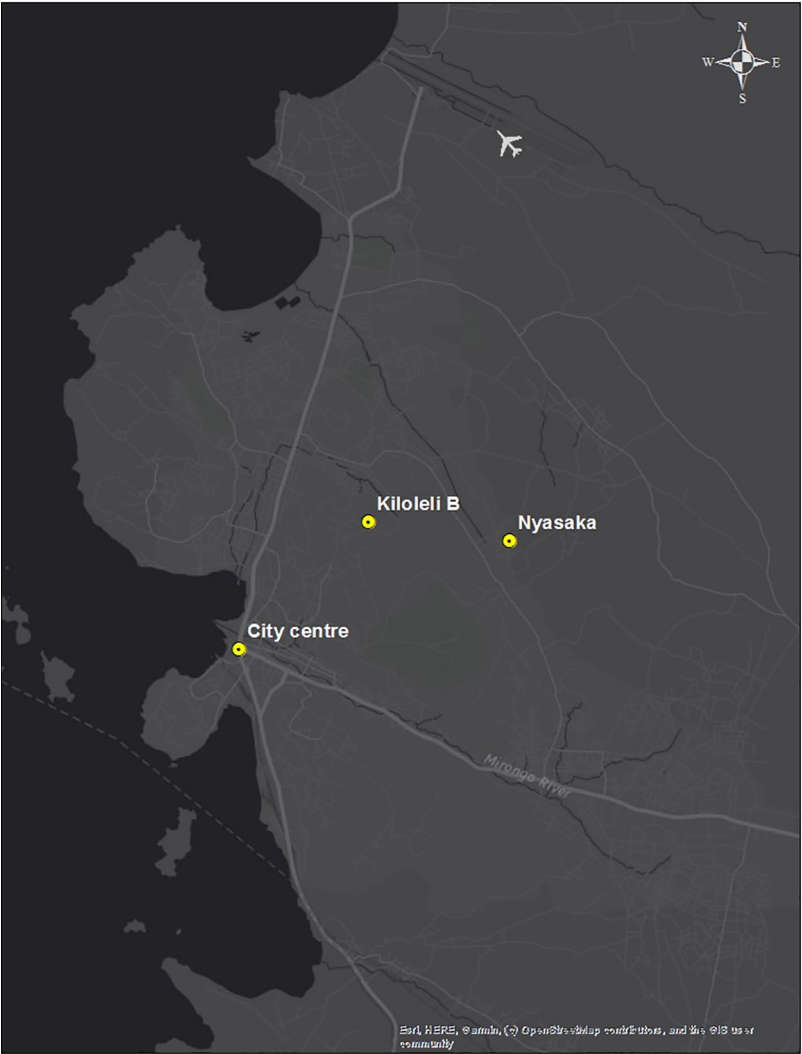 N
W E
S
Kiloleli B
Nyasaka
City centre
Mirongo River
Esri, HERE, Garmin, (c) OpenStreetMap contributors, and the GIS user
community